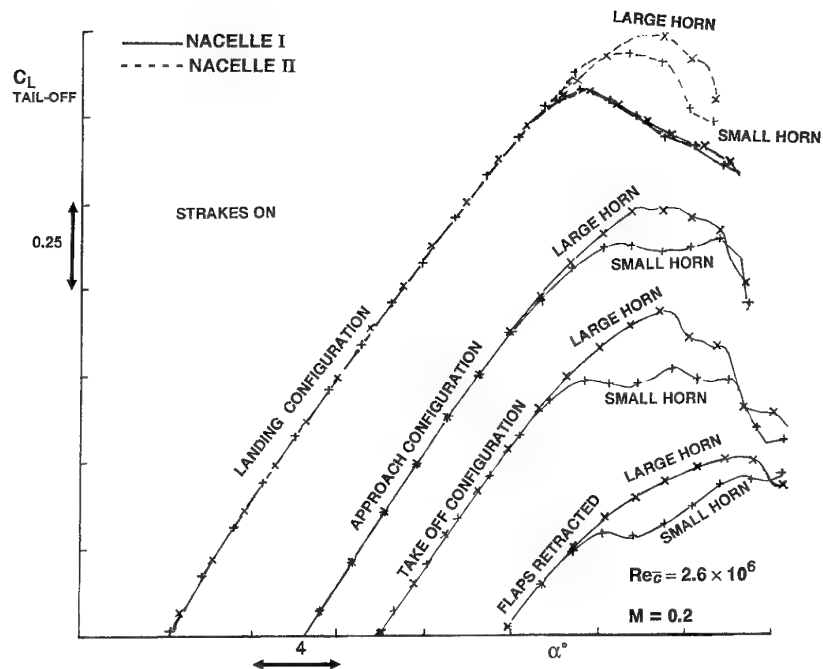 LARGE HORN
NACELLE I
NACELLE II
C_L
TAIL-OFF
SMALL HORN
STRAKES ON
0.25
LARGE HORN
SMALL HORN
LARGE HORN
SMALL HORN
LANDING CONFIGURATION
APPROACH CONFIGURATION
TAKE OFF CONFIGURATION
FLAPS RETRACTED
LARGE HORN
SMALL HORN
Re_c̅ = 2.6 × 10⁶
M = 0.2
4
α°